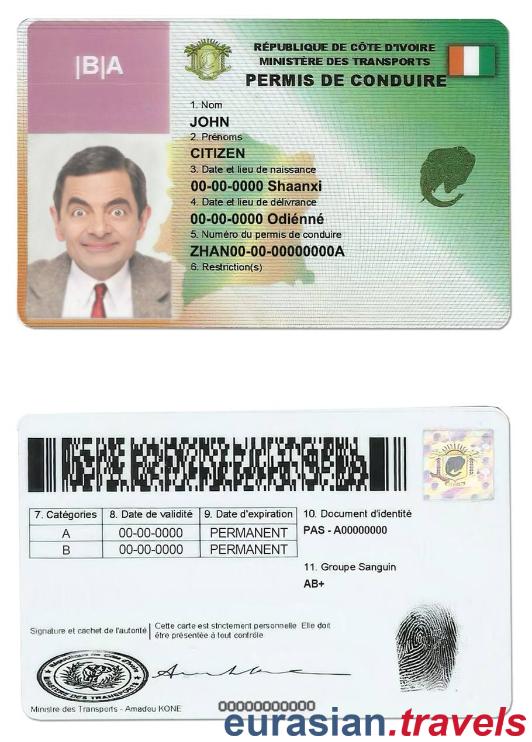 |B|A
RÉPUBLIQUE DE CÔTE D'IVOIRE
MINISTÈRE DES TRANSPORTS
PERMIS DE CONDUIRE
1. Nom
JOHN
2. Prénoms
CITIZEN
3. Date et lieu de naissance
00-00-0000 Shaanxi
4. Date et lieu de délivrance
00-00-0000 Odiénné
5. Numéro du permis de conduire
ZHAN00-00-00000000A
6. Restriction(s)
7. Catégories 8. Date de validité 9. Date d'expiration
A 00-00-0000 PERMANENT
B 00-00-0000 PERMANENT
10. Document d'identité
PAS - A00000000
11. Groupe Sanguin
AB+
Signature et cachet de l'autorité
Cette carte est strictement personnelle Elle doit
être présentée à tout contrôle
MINISTRE DES TRANSPORTS
Ministre des Transports - Amadou KONE
00000000000
eurasian.travels